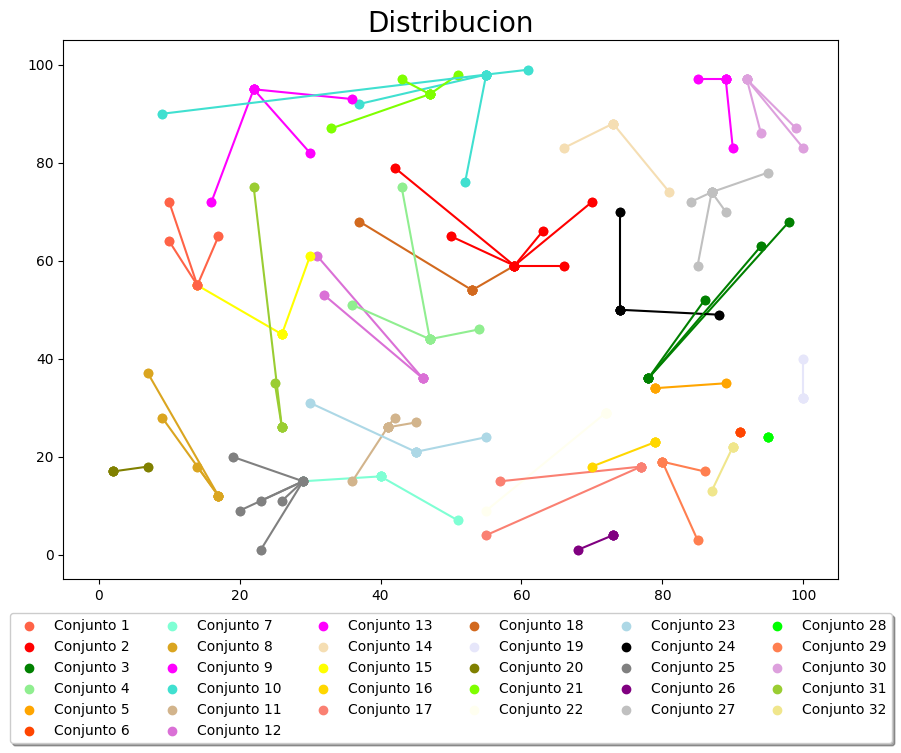 Distribucion
100
80
60
40
20
0
0 20 40 60 80 100
Conjunto 1 Conjunto 7 Conjunto 13 Conjunto 18 Conjunto 23 Conjunto 28
Conjunto 2 Conjunto 8 Conjunto 14 Conjunto 19 Conjunto 24 Conjunto 29
Conjunto 3 Conjunto 9 Conjunto 15 Conjunto 20 Conjunto 25 Conjunto 30
Conjunto 4 Conjunto 10 Conjunto 16 Conjunto 21 Conjunto 26 Conjunto 31
Conjunto 5 Conjunto 11 Conjunto 17 Conjunto 22 Conjunto 27 Conjunto 32
Conjunto 6 Conjunto 12